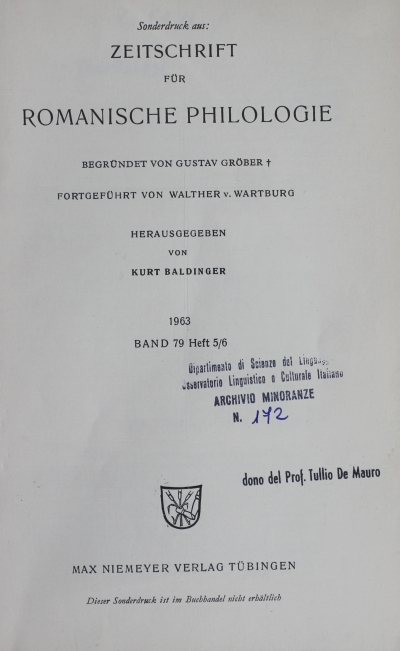 Sonderdruck aus:
ZEITSCHRIFT
FÜR
ROMANISCHE PHILOLOGIE
BEGRÜNDET VON GUSTAV GRÖBER †
FORTGEFÜHRT VON WALTHER v. WARTBURG
HERAUSGEGEBEN
VON
KURT BALDINGER
1963
BAND 79 Heft 5/6
Dipartimento di Scienze del
Linguistico e Culturale Italiano
ARCHIVIO MINORANZE
N. 172
dono del Prof. Tullio De Mauro
MAX NIEMEYER VERLAG TÜBINGEN
Dieser Sonderdruck ist im Buchhandel nicht erhältlich